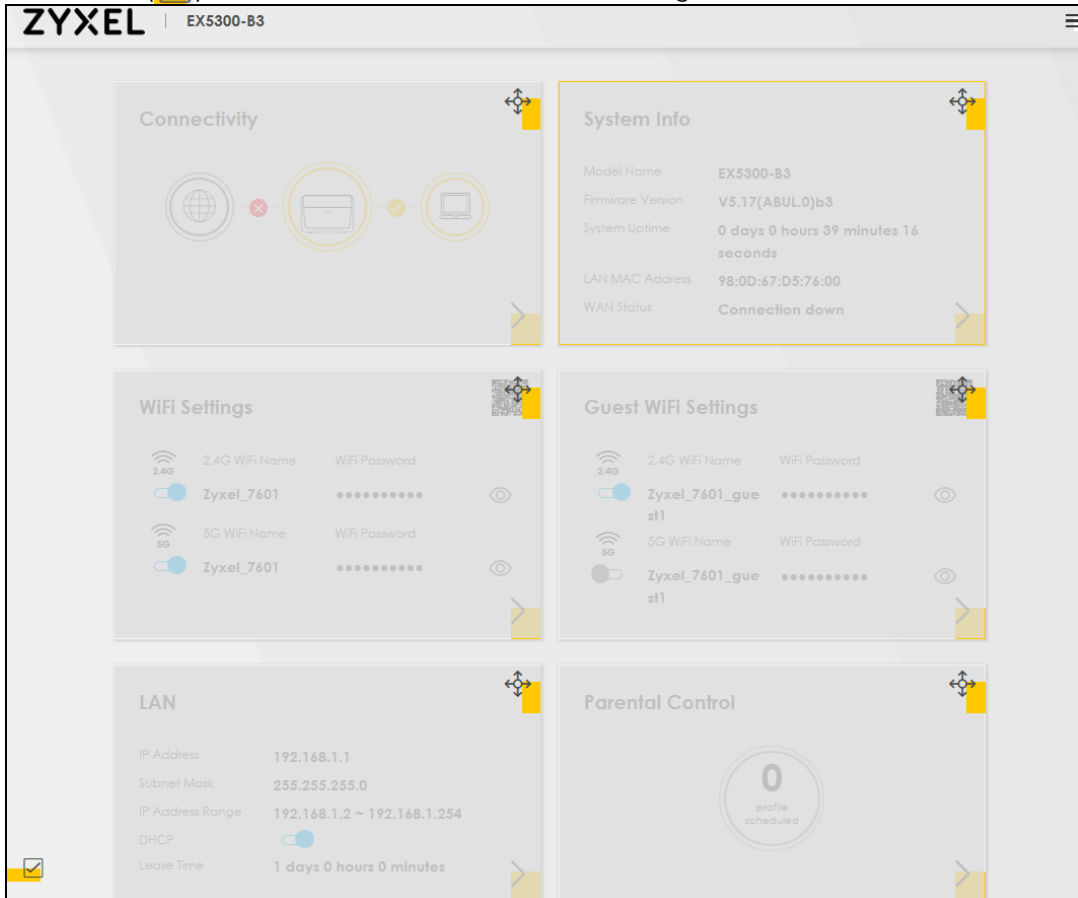 ZYXEL | EX5300-B3
Connectivity
System Info
Model Name EX5300-B3
Firmware Version V5.17(ABUL.0)b3
System Uptime 0 days 0 hours 39 minutes 16
seconds
LAN MAC Address 98:0D:67:D5:76:00
WAN Status Connection down
WiFi Settings
2.4G 2.4G WiFi Name WiFi Password
Zyxel_7601 ●●●●●●●●●●
5G 5G WiFi Name WiFi Password
Zyxel_7601 ●●●●●●●●●●
Guest WiFi Settings
2.4G 2.4G WiFi Name WiFi Password
Zyxel_7601_gue ●●●●●●●●●●
st1
5G 5G WiFi Name WiFi Password
Zyxel_7601_gue ●●●●●●●●●●
st1
LAN
IP Address 192.168.1.1
Subnet Mask 255.255.255.0
IP Address Range 192.168.1.2 ~ 192.168.1.254
DHCP
Lease Time 1 days 0 hours 0 minutes
Parental Control
0
profile
scheduled